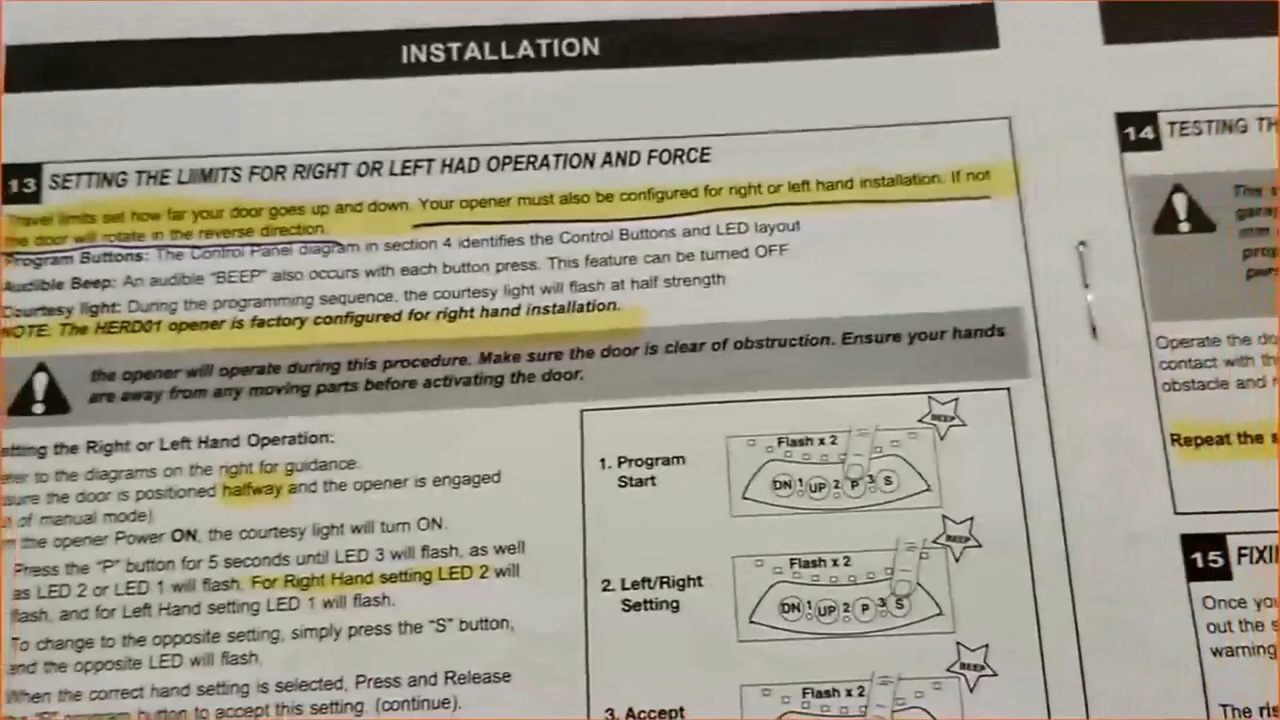 INSTALLATION
13 SETTING THE LIIMITS FOR RIGHT OR LEFT HAD OPERATION AND FORCE
Travel limits set how far your door goes up and down. Your opener must also be configured for right or left hand installation. If not
the door will rotate in the reverse direction.
Program Buttons: The Control Panel diagram in section 4 identifies the Control Buttons and LED layout
Audible Beep: An audible "BEEP" also occurs with each button press. This feature can be turned OFF
Courtesy light: During the programming sequence, the courtesy light will flash at half strength
NOTE: The HERD01 opener is factory configured for right hand installation.
the opener will operate during this procedure. Make sure the door is clear of obstruction. Ensure your hands
are away from any moving parts before activating the door.
etting the Right or Left Hand Operation:
efer to the diagrams on the right for guidance.
sure the door is positioned halfway and the opener is engaged
t of manual mode)
the opener Power ON, the courtesy light will turn ON.
Press the "P" button for 5 seconds until LED 3 will flash, as well
as LED 2 or LED 1 will flash. For Right Hand setting LED 2 will
flash, and for Left Hand setting LED 1 will flash.
To change to the opposite setting, simply press the "S" button,
and the opposite LED will flash.
When the correct hand setting is selected, Press and Release
"P" program button to accept this setting. (continue).
1. Program
Start
BEEP
Flash x 2
DN 1 UP 2 P 3 S
2. Left/Right
Setting
BEEP
Flash x 2
DN 1 UP 2 P 3 S
3. Accept
BEEP
Flash x 2
14 TESTING TH
The s
gara
prop
Operate the do
contact with th
obstacle and r
Repeat the s
15 FIXI
Once you
out the s
warning
The ris